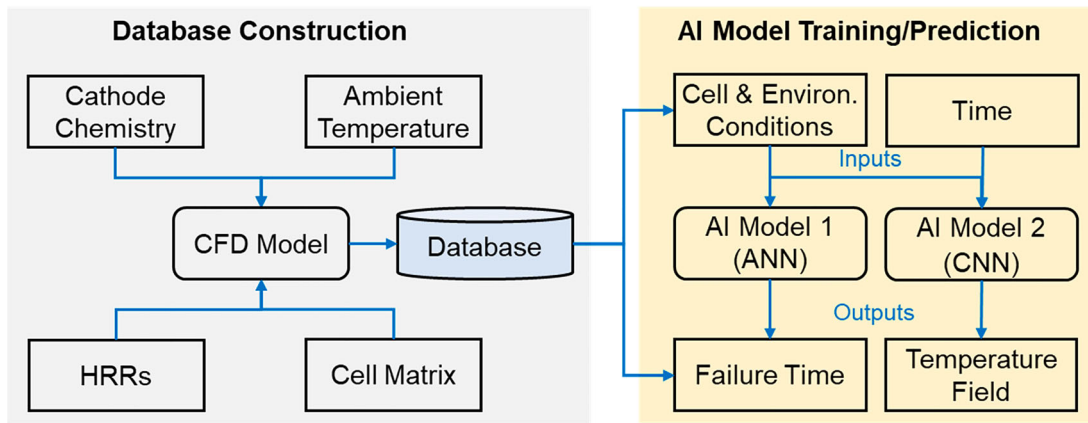 Database Construction
Cathode
Chemistry
Ambient
Temperature
CFD Model
Database
HRRs
Cell Matrix
AI Model Training/Prediction
Cell & Environ.
Conditions
Time
Inputs
AI Model 1
(ANN)
AI Model 2
(CNN)
Outputs
Failure Time
Temperature
Field